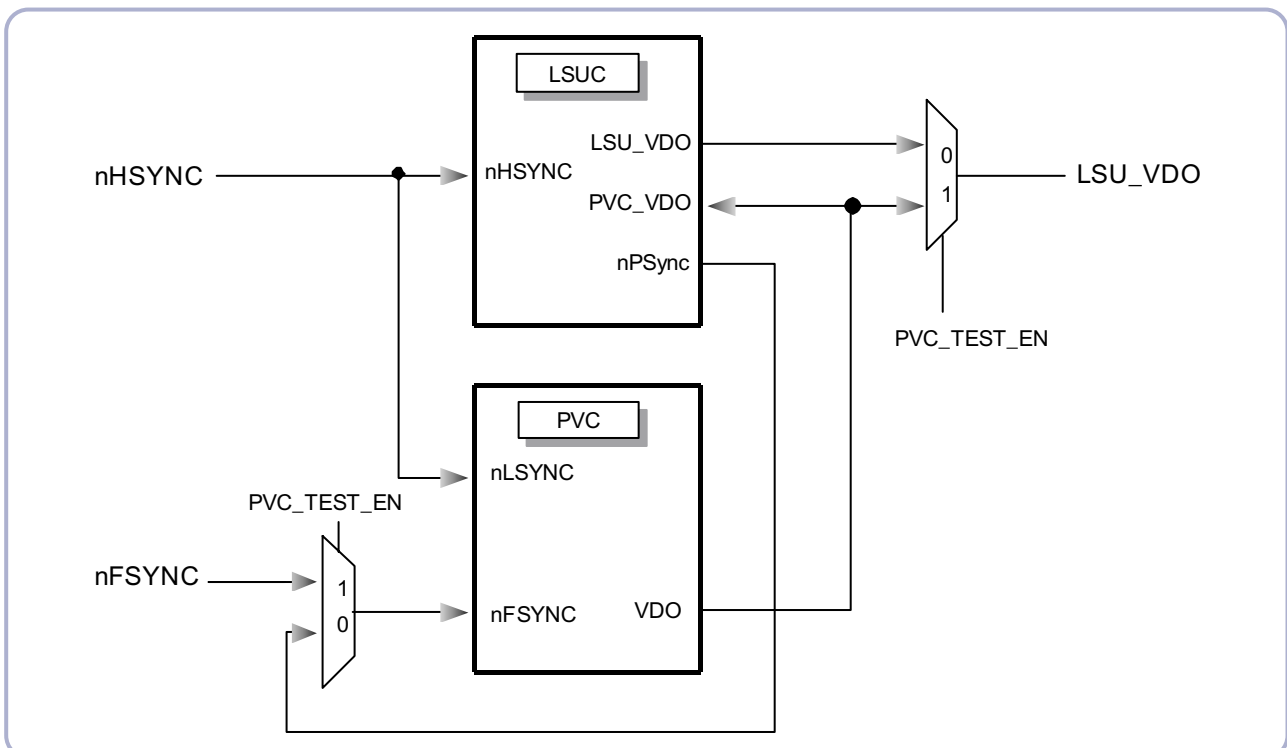 LSUC
LSU_VDO
nHSYNC
nHSYNC
PVC_VDO
nPSync
0
1
LSU_VDO
PVC_TEST_EN
PVC
nLSYNC
PVC_TEST_EN
nFSYNC
1
0
nFSYNC
VDO